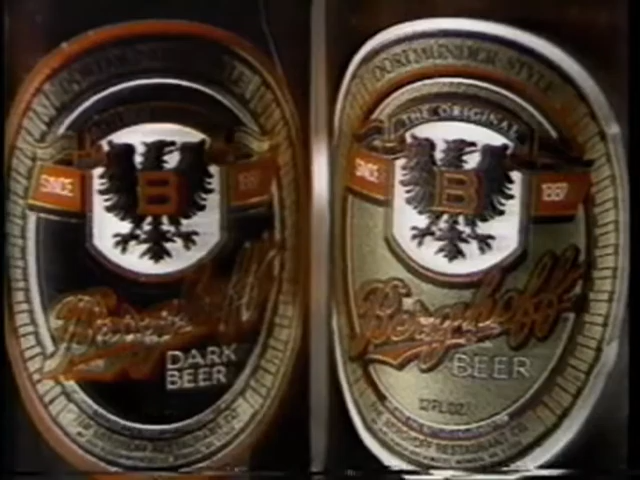 DORTMUNDER STYLE
SINCE
B
1887
Berghoff
DARK
BEER
DORTMUNDER STYLE
THE ORIGINAL
SINCE
B
1887
Berghoff
BEER
12 FL. OZ.